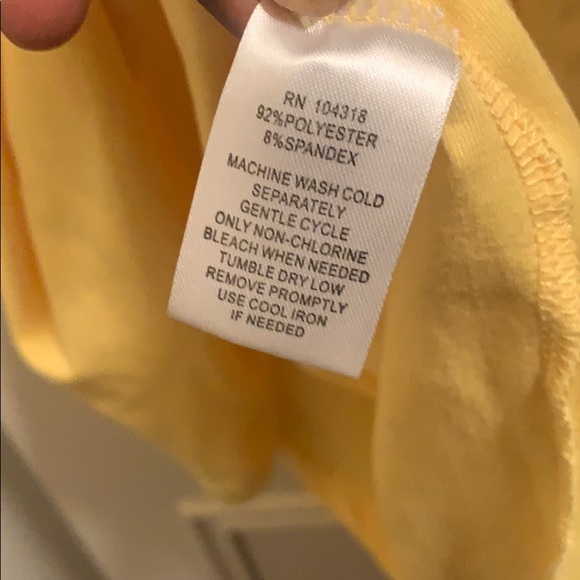 RN 104318
92%POLYESTER
8%SPANDEX
MACHINE WASH COLD
SEPARATELY
GENTLE CYCLE
ONLY NON-CHLORINE
BLEACH WHEN NEEDED
TUMBLE DRY LOW
REMOVE PROMPTLY
USE COOL IRON
IF NEEDED